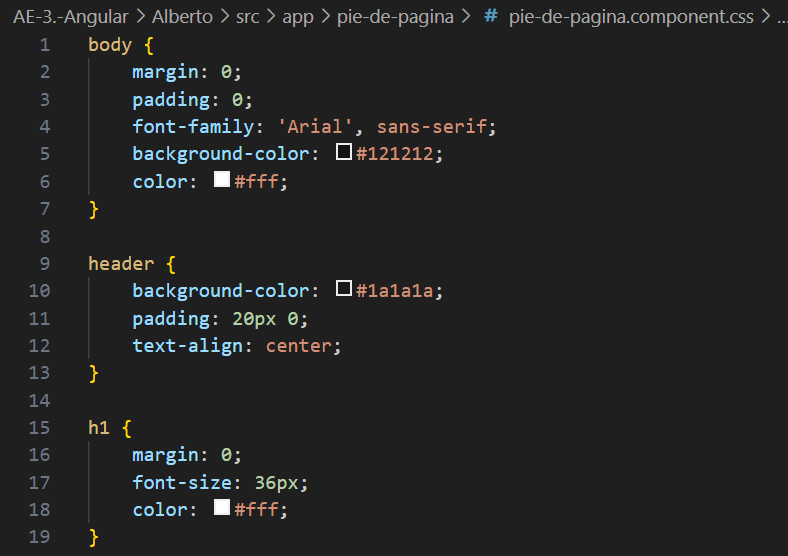 AE-3.-Angular > Alberto > src > app > pie-de-pagina > # pie-de-pagina.component.css > ...
1 body {
2 margin: 0;
3 padding: 0;
4 font-family: 'Arial', sans-serif;
5 background-color: #121212;
6 color: #fff;
7 }
8
9 header {
10 background-color: #1a1a1a;
11 padding: 20px 0;
12 text-align: center;
13 }
14
15 h1 {
16 margin: 0;
17 font-size: 36px;
18 color: #fff;
19 }